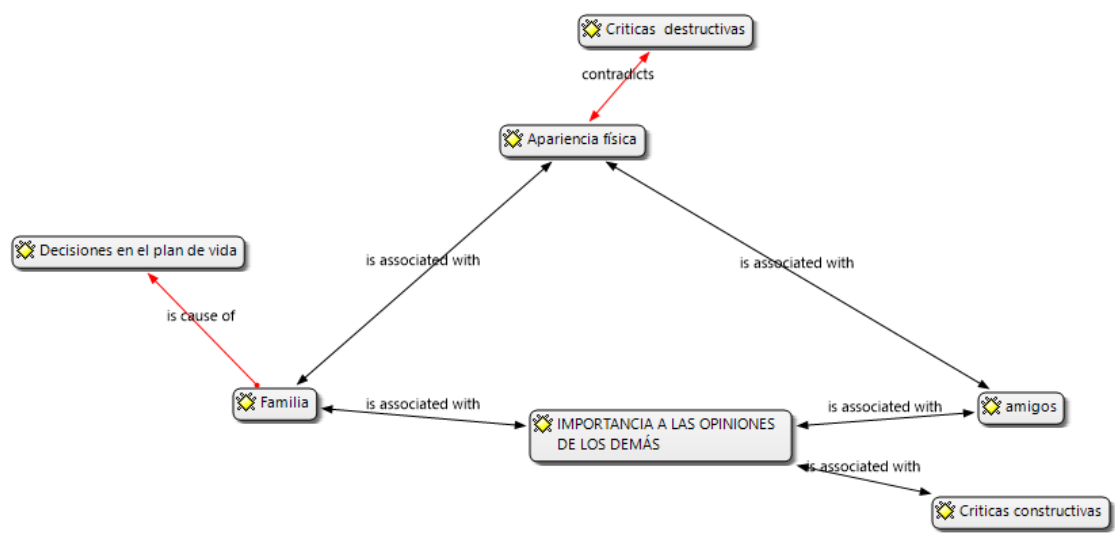 Criticas  destructivas
contradicts
Apariencia física
Decisiones en el plan de vida
is associated with
is associated with
is cause of
Familia
is associated with
is associated with
amigos
IMPORTANCIA A LAS OPINIONES
DE LOS DEMÁS
is associated with
Criticas constructivas